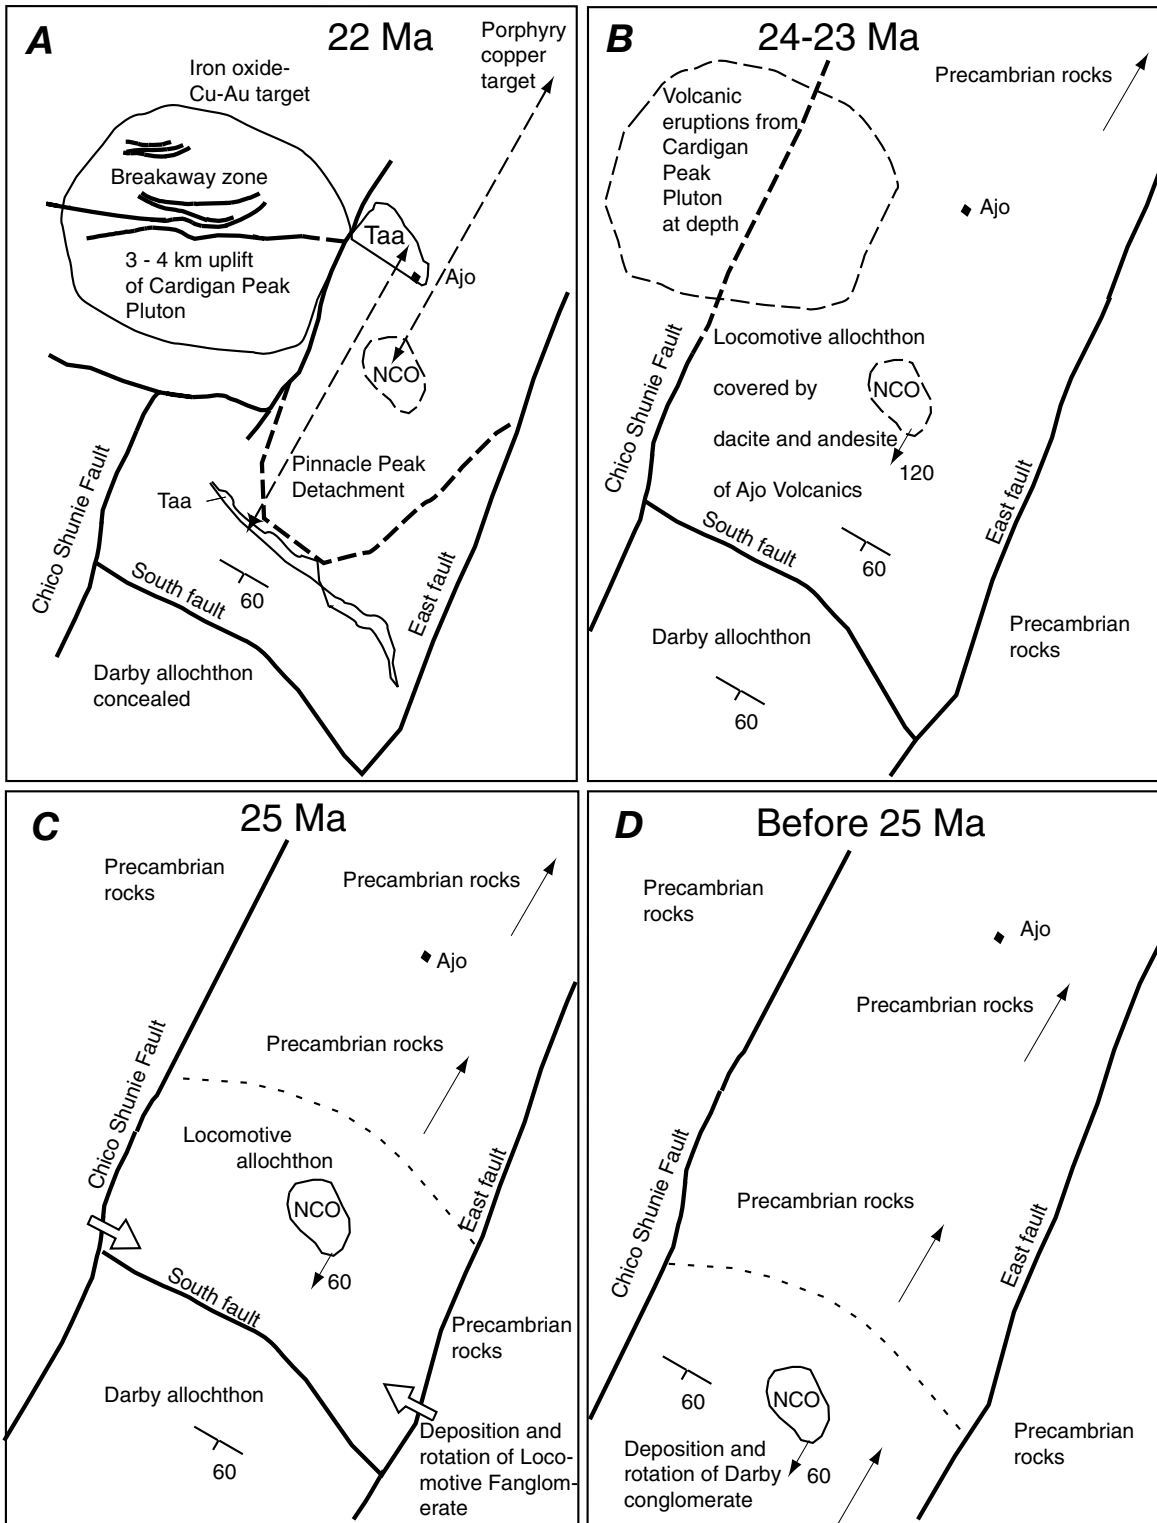 A
22 Ma
Porphyry
copper
target
Iron oxide-
Cu-Au target
Breakaway zone
3 - 4 km uplift
of Cardigan Peak
Pluton
Taa
Ajo
NCO
Pinnacle Peak
Detachment
Taa
Chico Shunie Fault
South fault
60
East fault
Darby allochthon
concealed
B
24-23 Ma
Precambrian rocks
Volcanic
eruptions from
Cardigan
Peak
Pluton
at depth
Ajo
Chico Shunie Fault
Locomotive allochthon
covered by
dacite and andesite
of Ajo Volcanics
NCO
120
South fault
60
East fault
Darby allochthon
60
Precambrian
rocks
C
25 Ma
Precambrian
rocks
Precambrian rocks
Ajo
Precambrian rocks
Chico Shunie Fault
Locomotive
allochthon
NCO
60
East fault
South fault
Precambrian
rocks
Darby allochthon
60
Deposition and
rotation of Loco-
motive Fanglom-
erate
D
Before 25 Ma
Precambrian
rocks
Ajo
Precambrian rocks
Chico Shunie Fault
Precambrian rocks
East fault
60
NCO
60
Deposition and
rotation of Darby
conglomerate
Precambrian
rocks